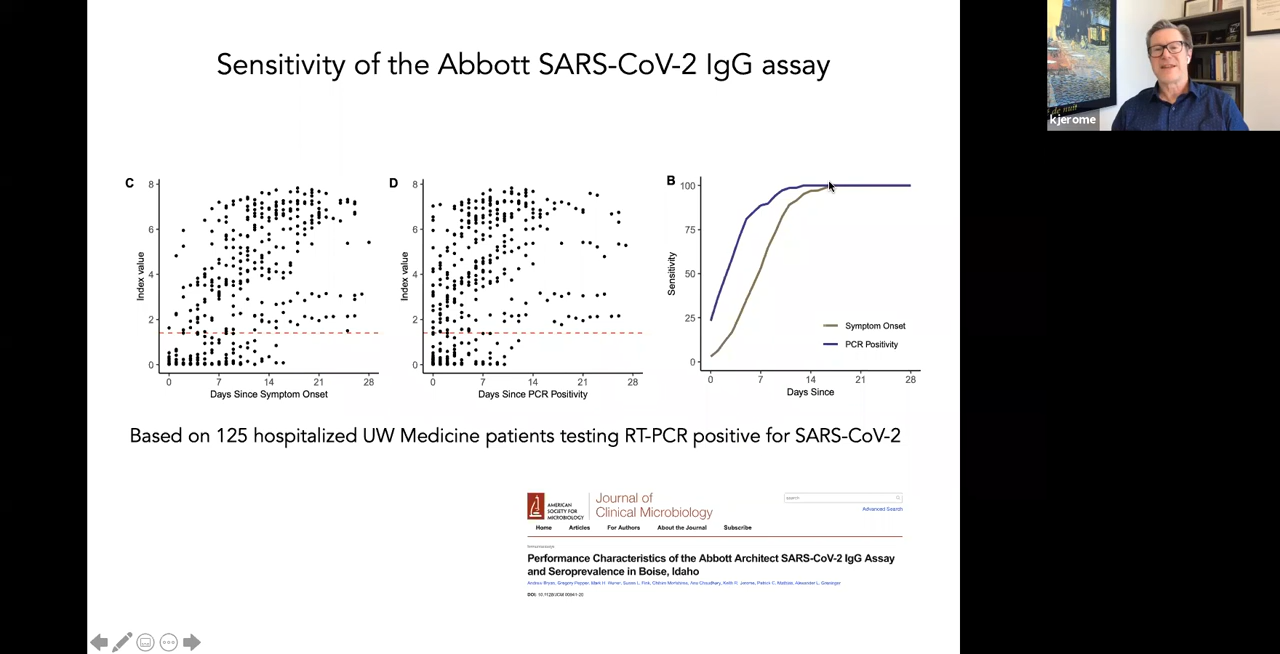 Sensitivity of the Abbott SARS-CoV-2 IgG assay
kjerome
C
8
6
4
2
0
Index value
0 7 14 21 28
Days Since Symptom Onset
D
8
6
4
2
0
Index value
0 7 14 21 28
Days Since PCR Positivity
B
100
75
50
25
0
Sensitivity
Symptom Onset
PCR Positivity
0 7 14 21 28
Days Since
Based on 125 hospitalized UW Medicine patients testing RT-PCR positive for SARS-CoV-2
AMERICAN
SOCIETY FOR
MICROBIOLOGY
Journal of
Clinical Microbiology
search
Advanced Search
Home Articles For Authors About the Journal Subscribe
Performance Characteristics of the Abbott Architect SARS-CoV-2 IgG Assay
and Seroprevalence in Boise, Idaho